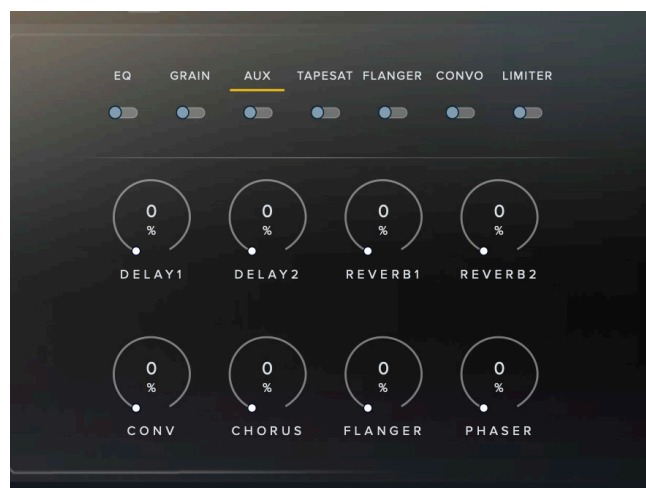 EQ GRAIN AUX TAPESAT FLANGER CONVO LIMITER
0 0 0 0
% % % %
DELAY1 DELAY2 REVERB1 REVERB2
0 0 0 0
% % % %
CONV CHORUS FLANGER PHASER